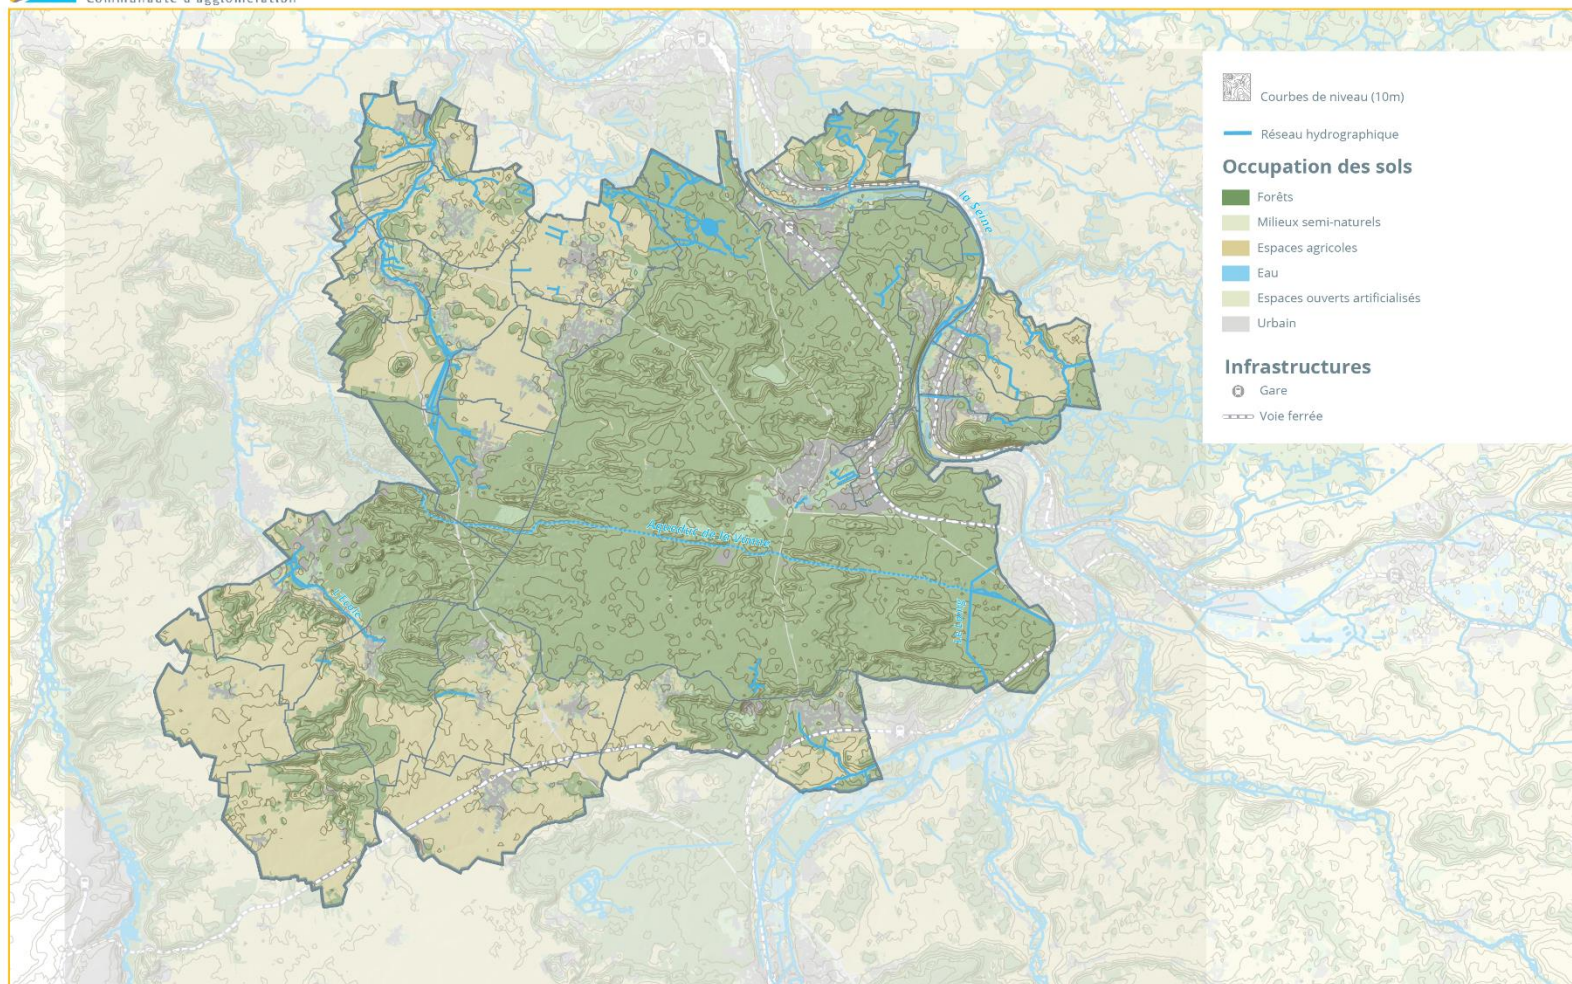 Communauté d'agglomération
Courbes de niveau (10m)
Réseau hydrographique
Occupation des sols
Forêts
Milieux semi-naturels
Espaces agricoles
Eau
Espaces ouverts artificialisés
Urbain
Infrastructures
Gare
Voie ferrée
la Seine
Aqueduc de la Vanne
l'École